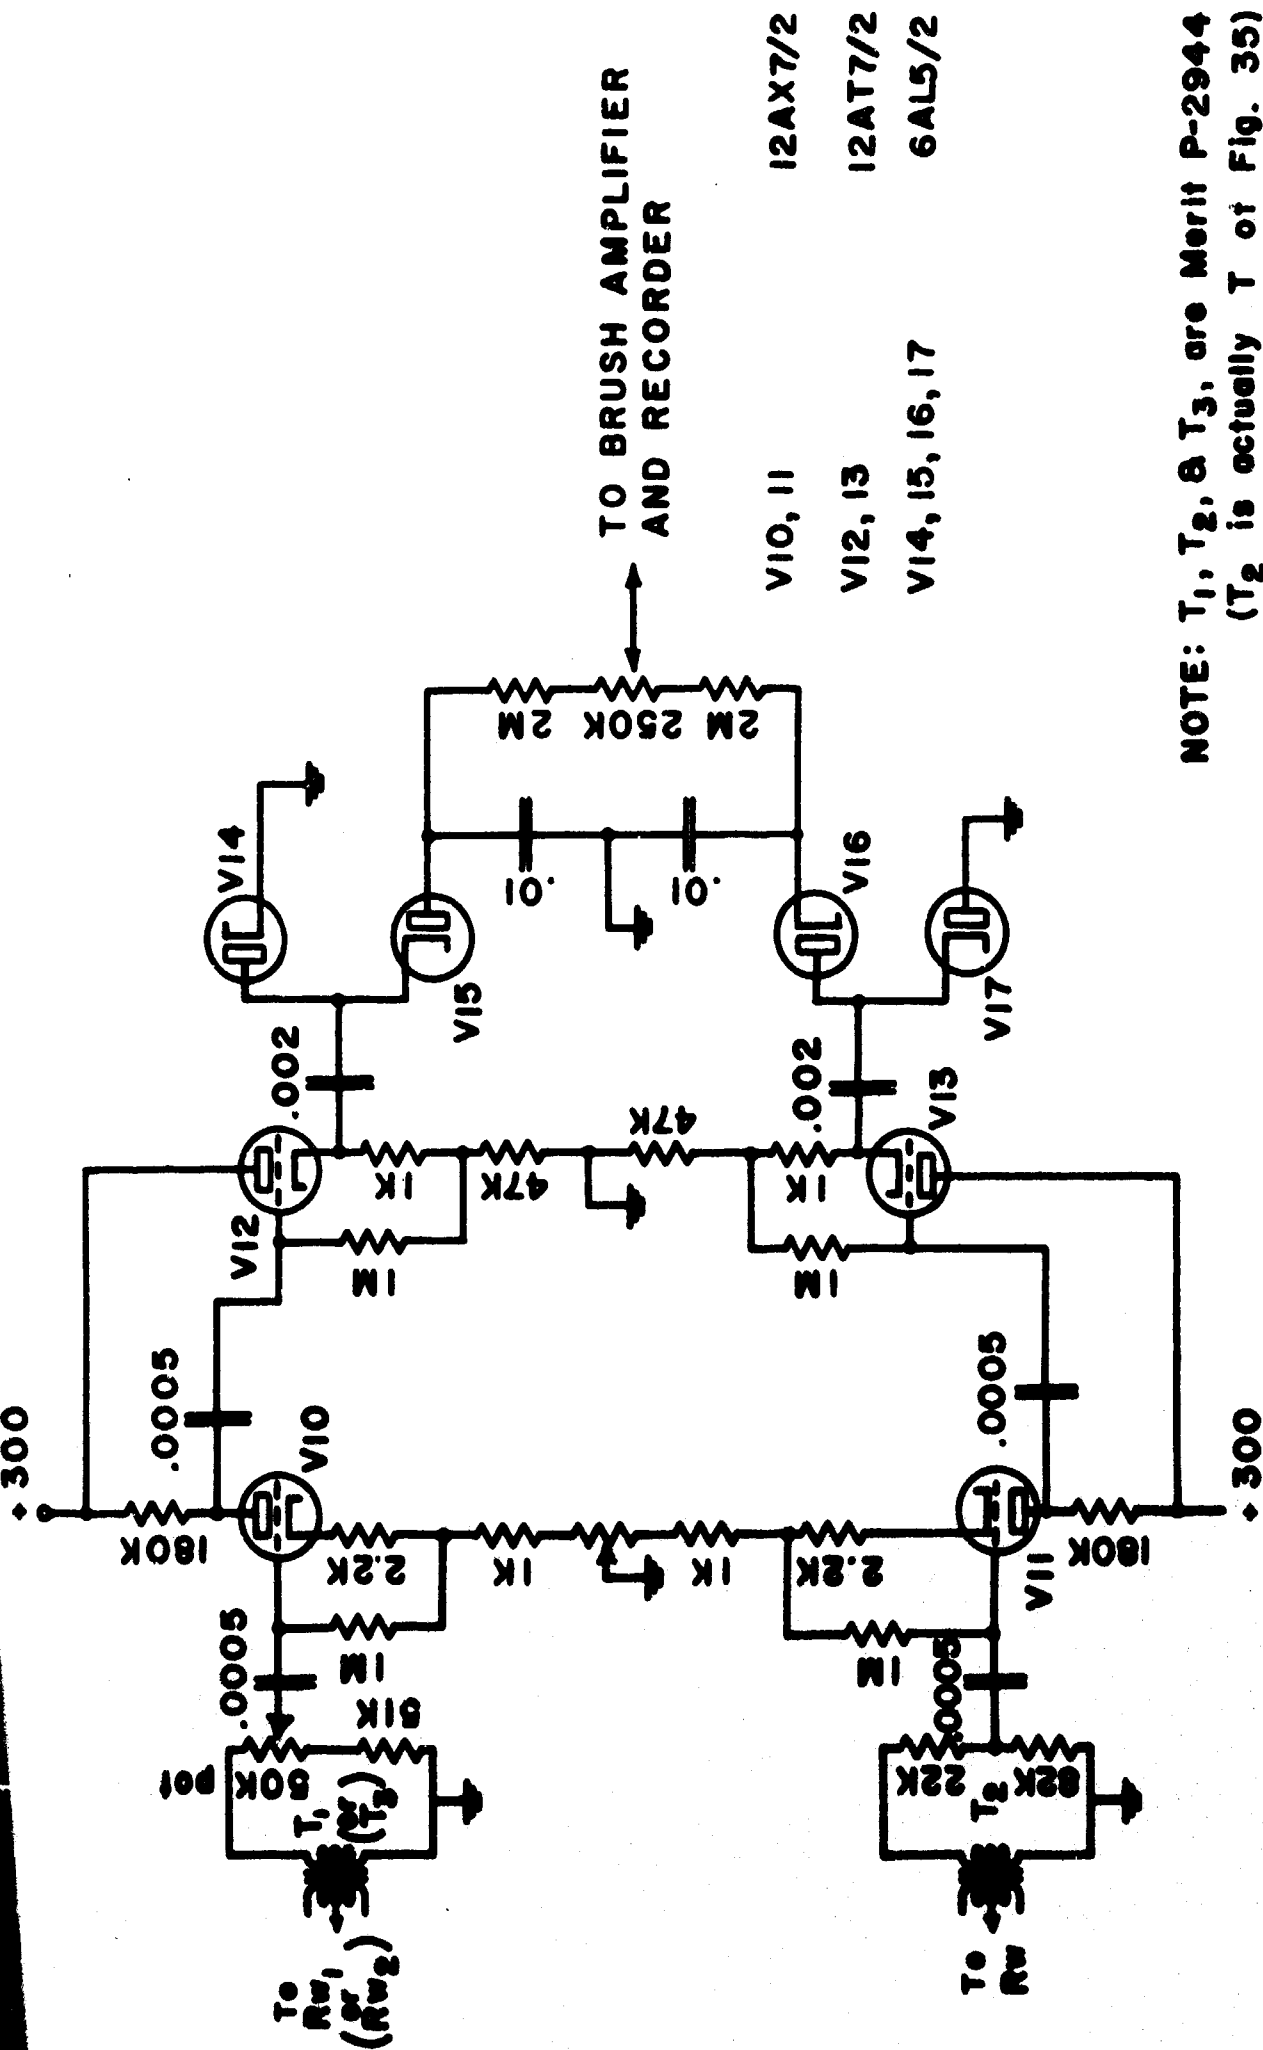 +300
180K
.0005
V10
2.2K
1K
1K
2.2K
V11
180K
+300
.0005
1M
1M
.0005
50K
pot
51K
T1
(or
T3)
To
Rw1
(or
Rw2)
.0005
22K
82K
T2
To
Rw
V12
1M
1K
47K
47K
1K
1M
V13
.002
.002
V14
V15
V16
V17
.01
.01
2M
250K
2M
TO BRUSH AMPLIFIER
AND RECORDER
V10, 11 12AX7/2
V12, 13 12AT7/2
V14, 15, 16, 17 6AL5/2
NOTE: T1, T2, & T3, are Merit P-2944
(T2 is actually T of Fig. 35)